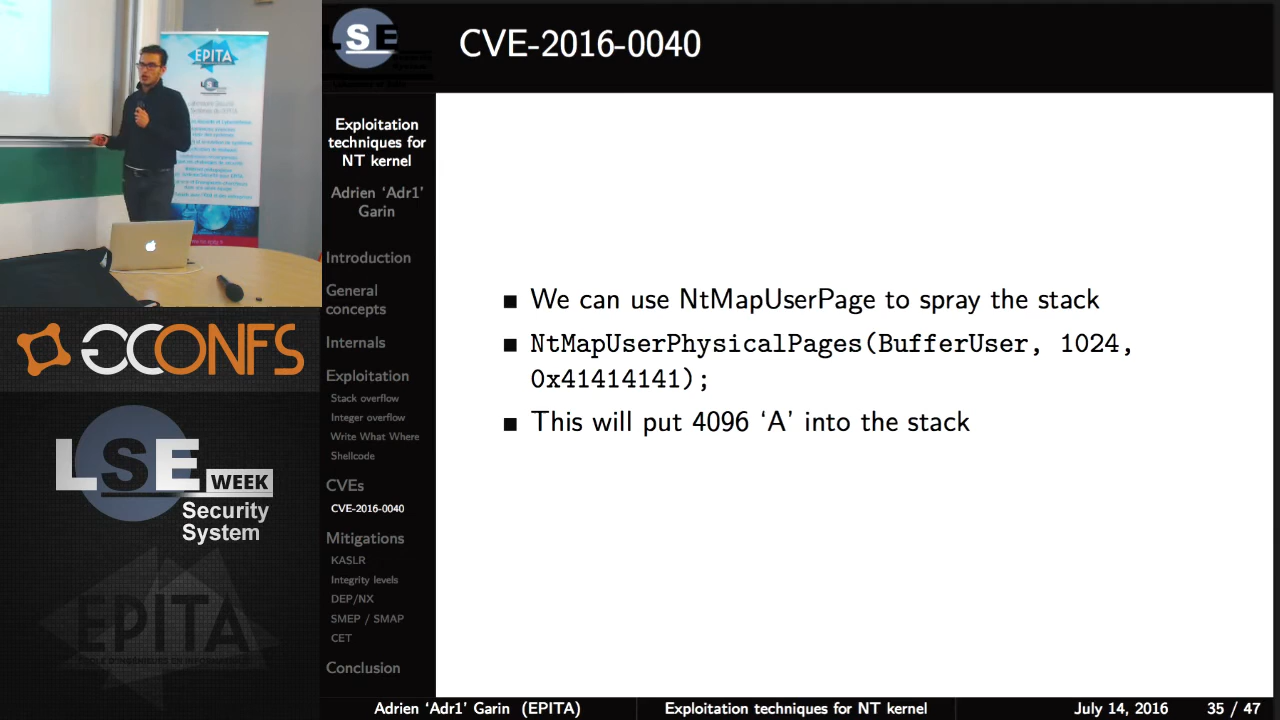 EPITA
LSE
CVE-2016-0040
Exploitation
techniques for
NT kernel
Adrien ‘Adr1’
Garin
Introduction
General
concepts
Internals
Exploitation
Stack overflow
Integer overflow
Write What Where
Shellcode
CVEs
CVE-2016-0040
Mitigations
KASLR
Integrity levels
DEP/NX
SMEP / SMAP
CET
Conclusion
We can use NtMapUserPage to spray the stack
NtMapUserPhysicalPages(BufferUser, 1024,
0x41414141);
This will put 4096 ‘A’ into the stack
GCONFS
LSE WEEK
Security
System
EPITA
Adrien ‘Adr1’ Garin (EPITA)
Exploitation techniques for NT kernel
July 14, 2016
35 / 47